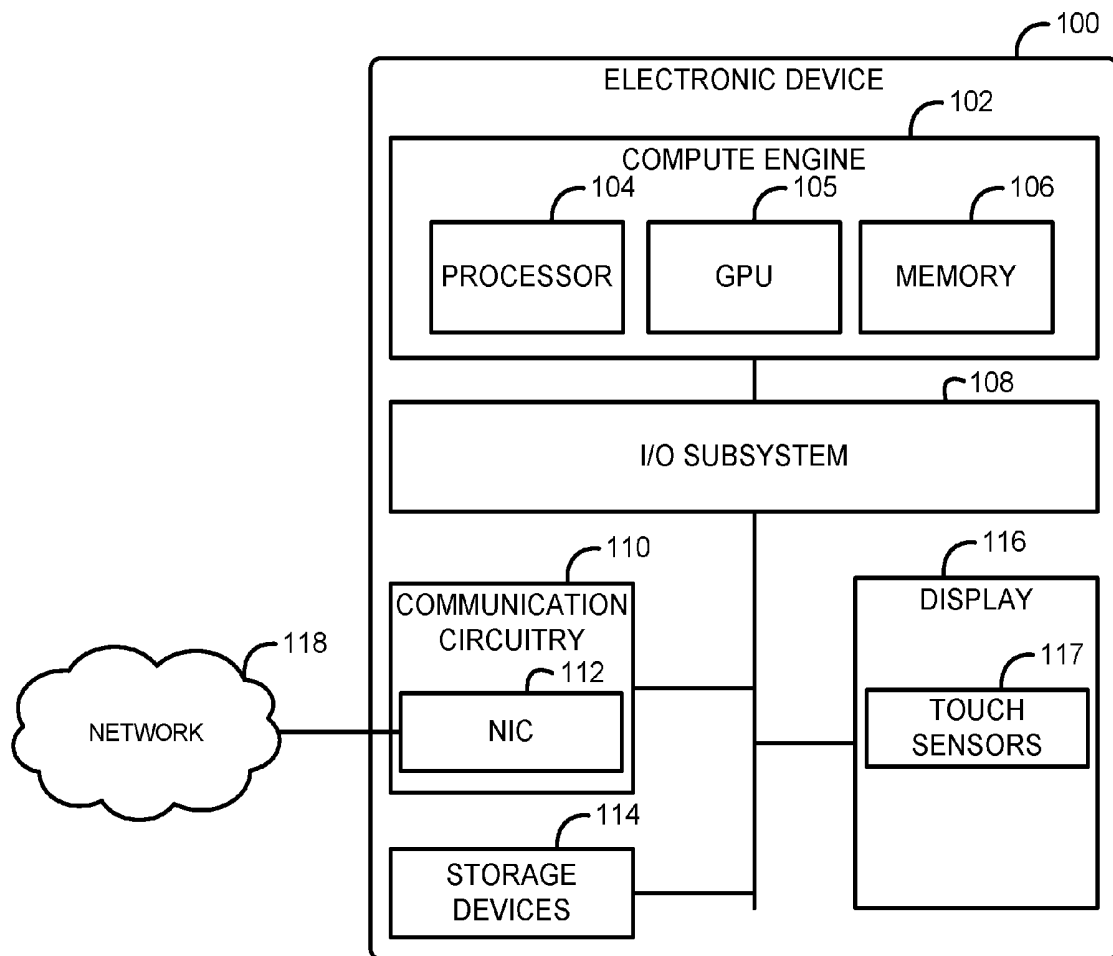 100
ELECTRONIC DEVICE
102
COMPUTE ENGINE
104
105
106
PROCESSOR
GPU
MEMORY
108
I/O SUBSYSTEM
110
116
COMMUNICATION
CIRCUITRY
DISPLAY
118
112
117
NETWORK
NIC
TOUCH
SENSORS
114
STORAGE
DEVICES